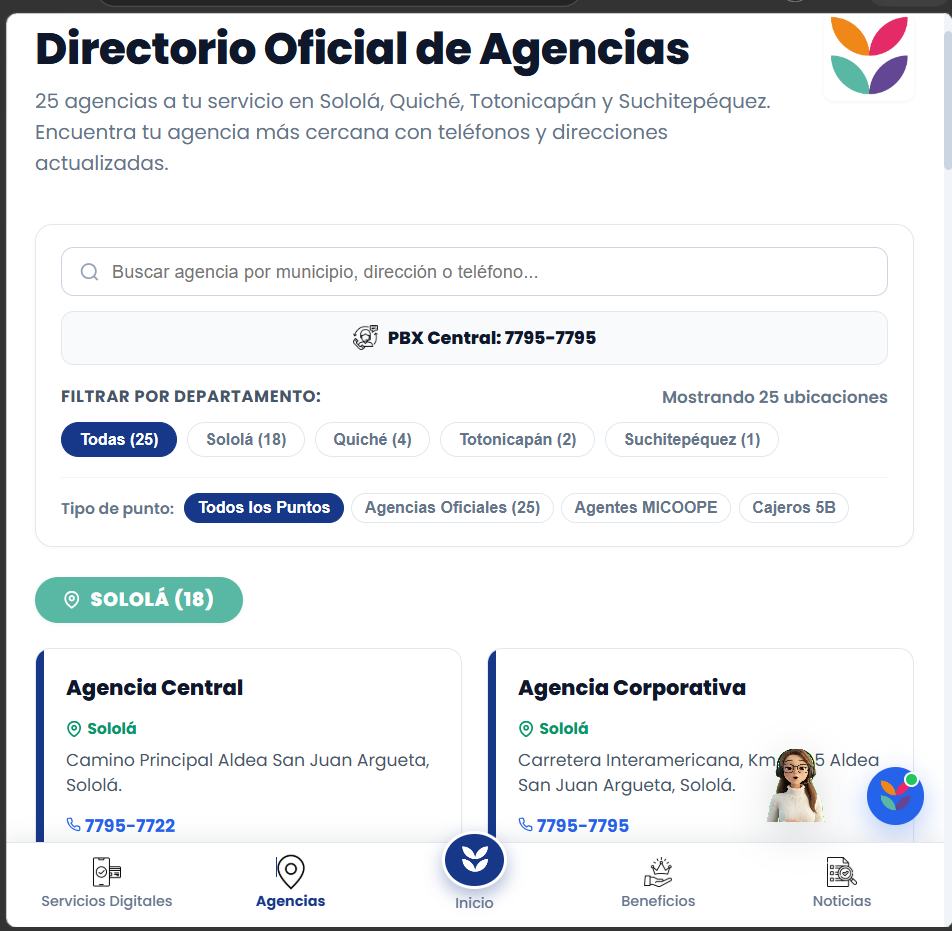 Directorio Oficial de Agencias
25 agencias a tu servicio en Sololá, Quiché, Totonicapán y Suchitepéquez.
Encuentra tu agencia más cercana con teléfonos y direcciones
actualizadas.
Buscar agencia por municipio, dirección o teléfono...
PBX Central: 7795-7795
FILTRAR POR DEPARTAMENTO:
Mostrando 25 ubicaciones
Todas (25)
Sololá (18)
Quiché (4)
Totonicapán (2)
Suchitepéquez (1)
Tipo de punto:
Todos los Puntos
Agencias Oficiales (25)
Agentes MICOOPE
Cajeros 5B
SOLOLÁ (18)
Agencia Central
Sololá
Camino Principal Aldea San Juan Argueta,
Sololá.
7795-7722
Agencia Corporativa
Sololá
Carretera Interamericana, Km 5 Aldea
San Juan Argueta, Sololá.
7795-7795
Servicios Digitales
Agencias
Inicio
Beneficios
Noticias